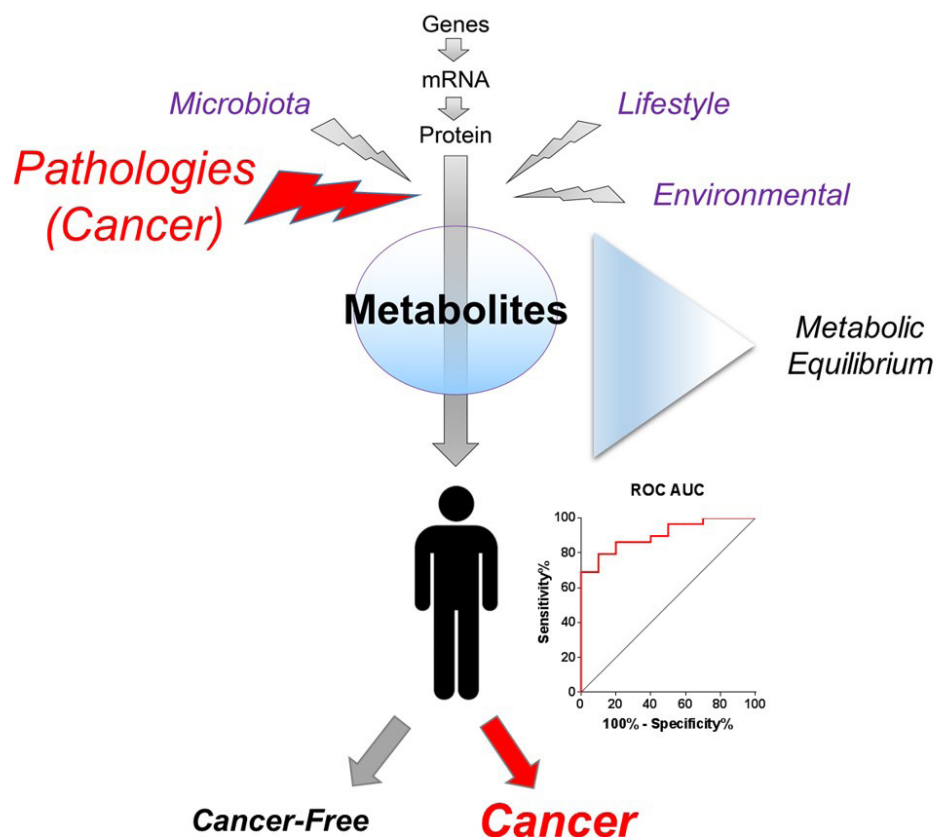 Genes
mRNA
Microbiota
Lifestyle
Protein
Pathologies
(Cancer)
Environmental
Metabolites
Metabolic
Equilibrium
ROC AUC
100
80
60
40
20
0
Sensitivity%
0 20 40 60 80 100
100% - Specificity%
Cancer-Free
Cancer